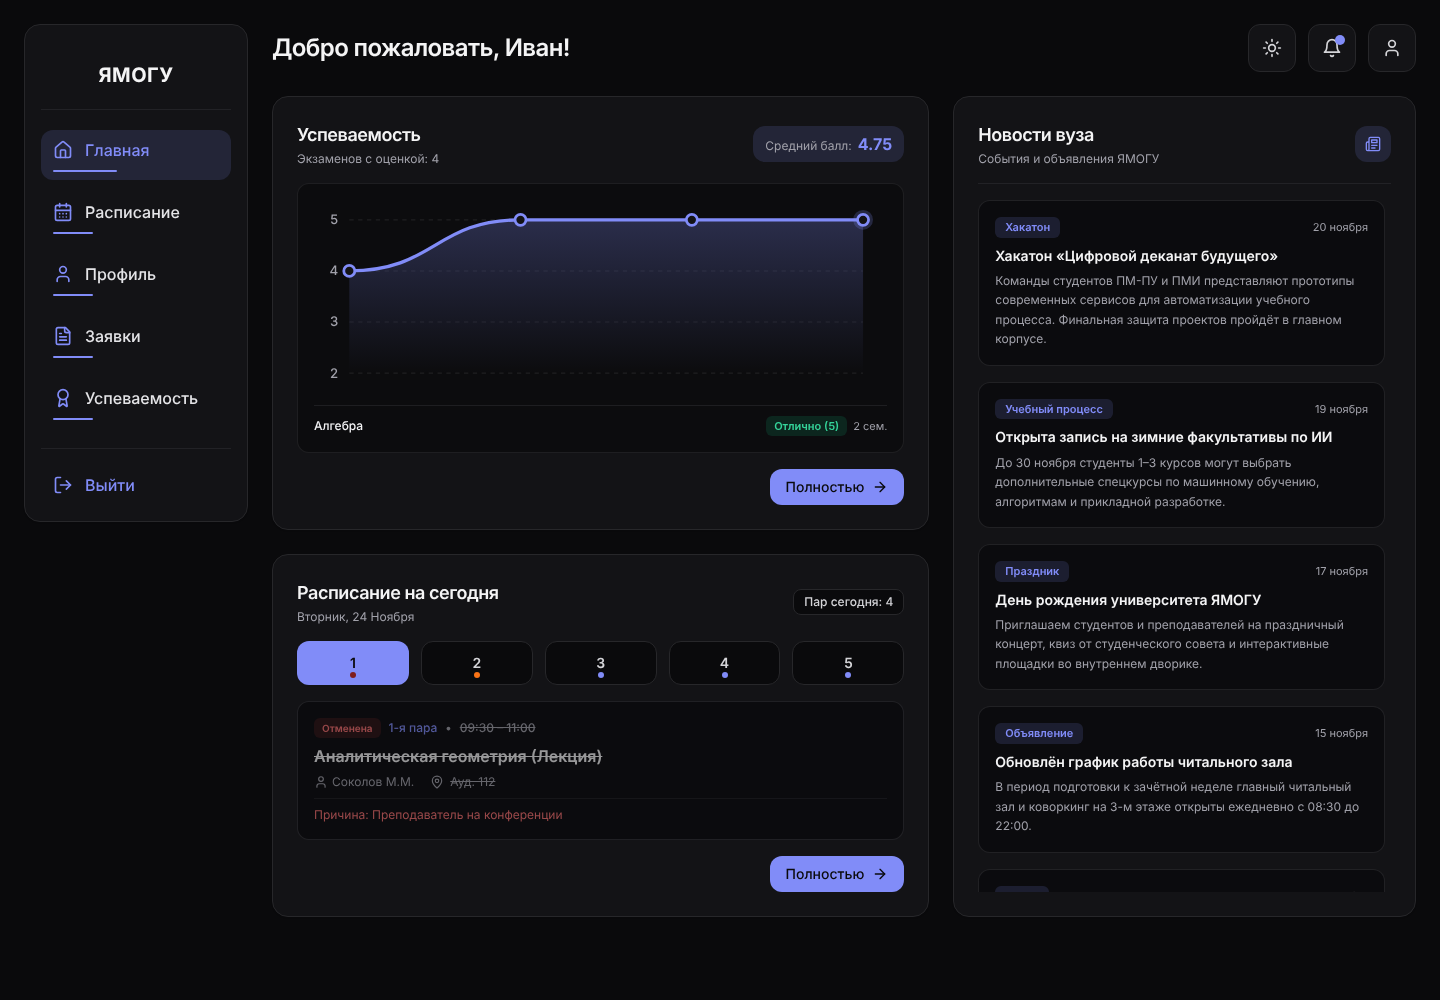 ЯМОГУ
Главная
Расписание
Профиль
Заявки
Успеваемость
Выйти
Добро пожаловать, Иван!
Успеваемость
Экзаменов с оценкой: 4
Средний балл: 4.75
5
4
3
2
Алгебра
Отлично (5) 2 сем.
Полностью
Расписание на сегодня
Вторник, 24 Ноября
Пар сегодня: 4
1 2 3 4 5
Отменена 1-я пара • 09:30 - 11:00
Аналитическая геометрия (Лекция)
Соколов М.М. Ауд. 112
Причина: Преподаватель на конференции
Полностью
Новости вуза
События и объявления ЯМОГУ
Хакатон 20 ноября
Хакатон «Цифровой деканат будущего»
Команды студентов ПМ-ПУ и ПМИ представляют прототипы
современных сервисов для автоматизации учебного
процесса. Финальная защита проектов пройдёт в главном
корпусе.
Учебный процесс 19 ноября
Открыта запись на зимние факультативы по ИИ
До 30 ноября студенты 1–3 курсов могут выбрать
дополнительные спецкурсы по машинному обучению,
алгоритмам и прикладной разработке.
Праздник 17 ноября
День рождения университета ЯМОГУ
Приглашаем студентов и преподавателей на праздничный
концерт, квиз от студенческого совета и интерактивные
площадки во внутреннем дворике.
Объявление 15 ноября
Обновлён график работы читального зала
В период подготовки к зачётной неделе главный читальный
зал и коворкинг на 3-м этаже открыты ежедневно с 08:30 до
22:00.